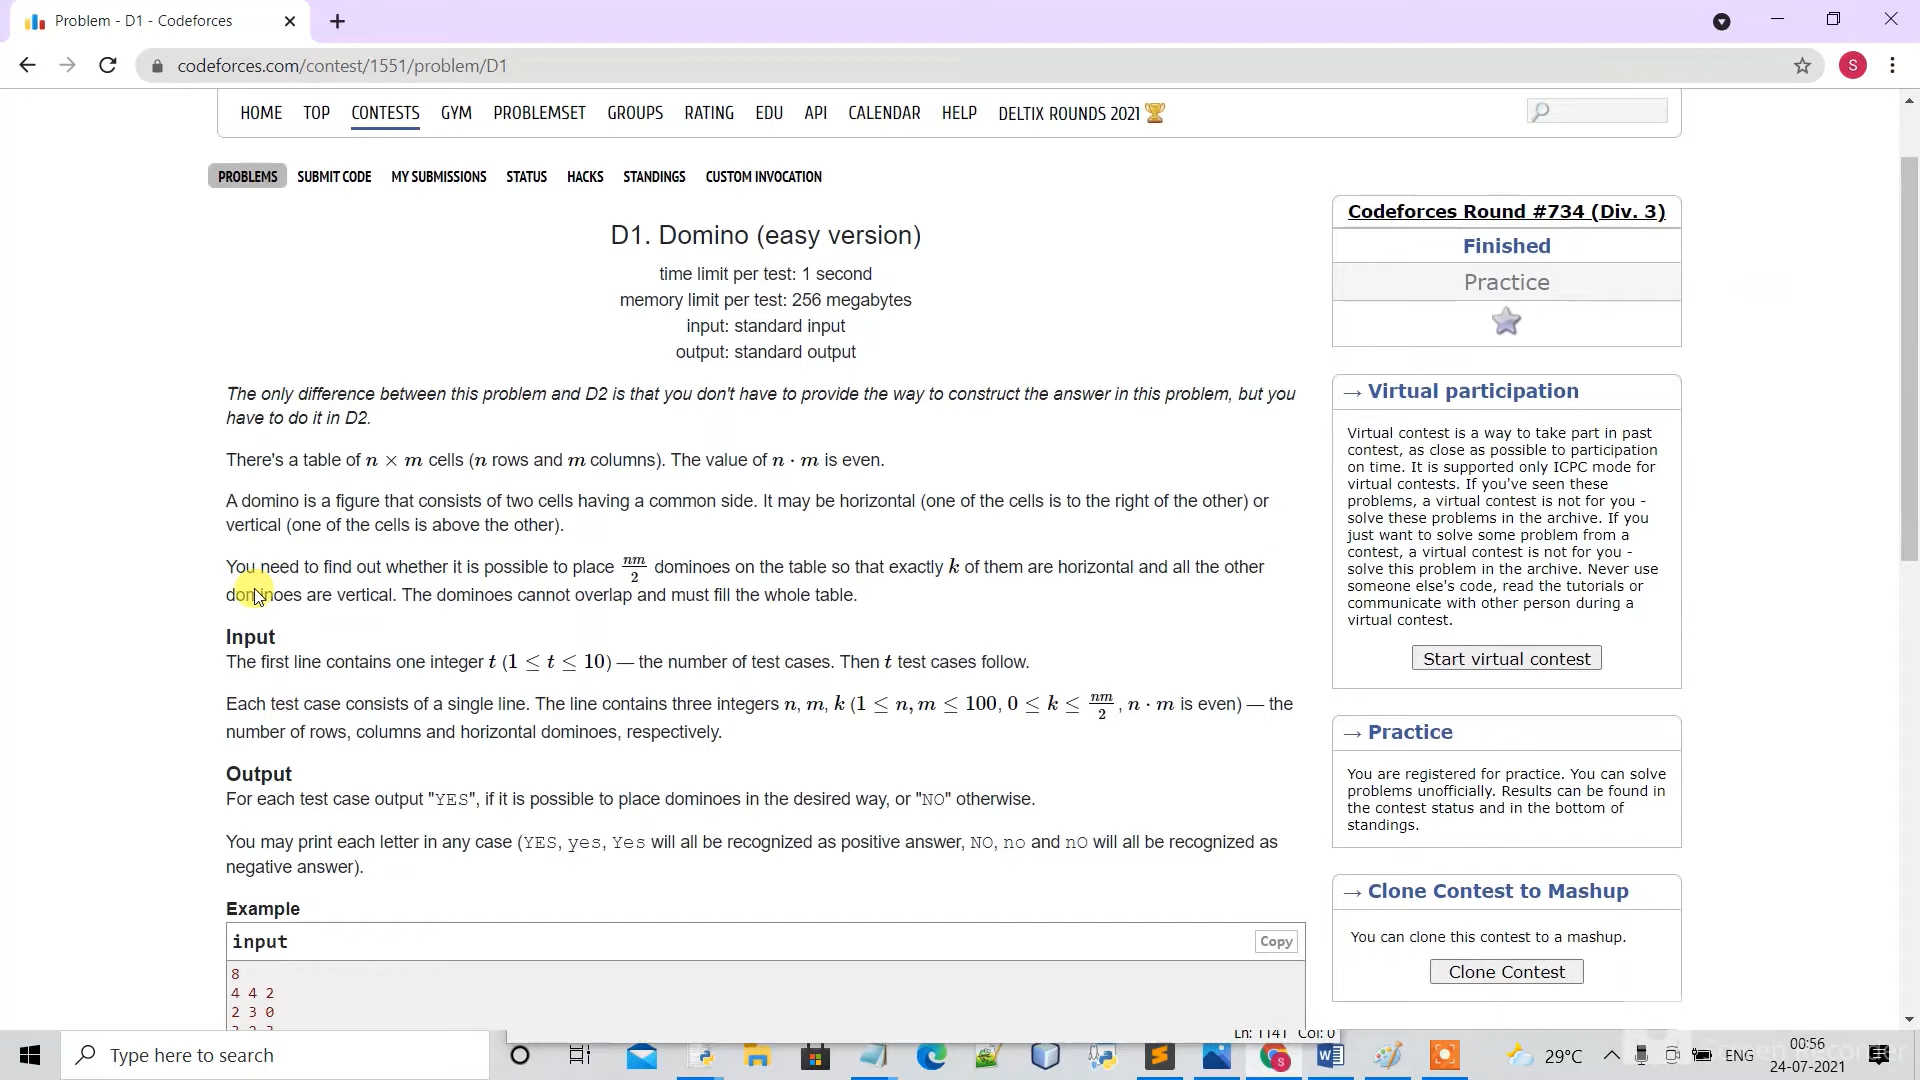 Problem - D1 - Codeforces
codeforces.com/contest/1551/problem/D1
S
HOME TOP CONTESTS GYM PROBLEMSET GROUPS RATING EDU API CALENDAR HELP DELTIX ROUNDS 2021
PROBLEMS SUBMIT CODE MY SUBMISSIONS STATUS HACKS STANDINGS CUSTOM INVOCATION
D1. Domino (easy version)
time limit per test: 1 second
memory limit per test: 256 megabytes
input: standard input
output: standard output
The only difference between this problem and D2 is that you don't have to provide the way to construct the answer in this problem, but you
have to do it in D2.
There's a table of n × m cells (n rows and m columns). The value of n · m is even.
A domino is a figure that consists of two cells having a common side. It may be horizontal (one of the cells is to the right of the other) or
vertical (one of the cells is above the other).
You need to find out whether it is possible to place nm/2 dominoes on the table so that exactly k of them are horizontal and all the other
dominoes are vertical. The dominoes cannot overlap and must fill the whole table.
Input
The first line contains one integer t (1 ≤ t ≤ 10) — the number of test cases. Then t test cases follow.
Each test case consists of a single line. The line contains three integers n, m, k (1 ≤ n, m ≤ 100, 0 ≤ k ≤ nm/2, n · m is even) — the
number of rows, columns and horizontal dominoes, respectively.
Output
For each test case output "YES", if it is possible to place dominoes in the desired way, or "NO" otherwise.
You may print each letter in any case (YES, yes, Yes will all be recognized as positive answer, NO, no and nO will all be recognized as
negative answer).
Example
input
Copy
8
4 4 2
2 3 0
Codeforces Round #734 (Div. 3)
Finished
Practice
→ Virtual participation
Virtual contest is a way to take part in past
contest, as close as possible to participation
on time. It is supported only ICPC mode for
virtual contests. If you've seen these
problems, a virtual contest is not for you -
solve these problems in the archive. If you
just want to solve some problem from a
contest, a virtual contest is not for you -
solve this problem in the archive. Never use
someone else's code, read the tutorials or
communicate with other person during a
virtual contest.
Start virtual contest
→ Practice
You are registered for practice. You can solve
problems unofficially. Results can be found in
the contest status and in the bottom of
standings.
→ Clone Contest to Mashup
You can clone this contest to a mashup.
Clone Contest
Ln: 1141 Col: 0
Type here to search
29°C
ENG
00:56
24-07-2021